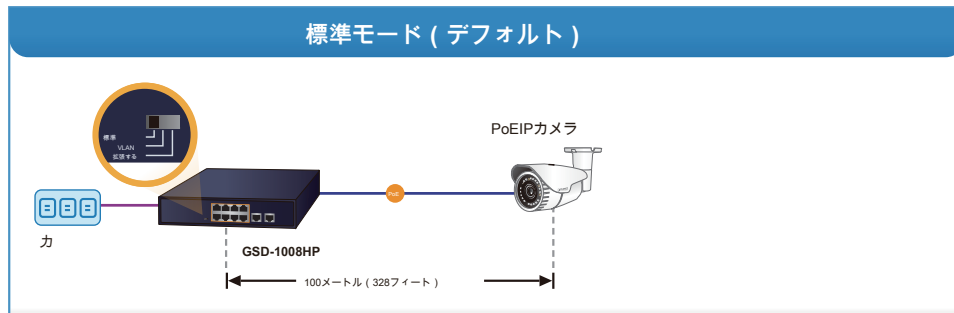 標準モード ( デフォルト )
標準
VLAN
拡張する
PoEIPカメラ
PoE
力
GSD-1008HP
100メートル ( 328フィート )